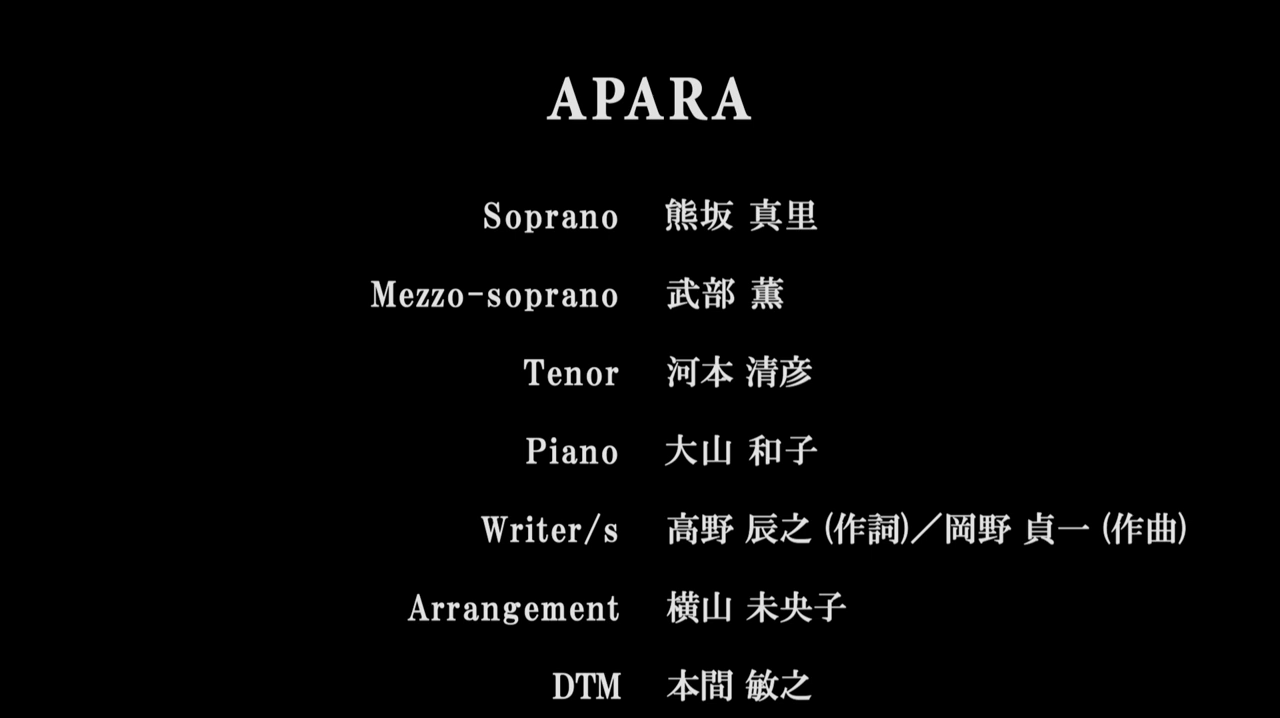 APARA
Soprano 熊坂 真里
Mezzo-soprano 武部 薫
Tenor 河本 清彦
Piano 大山 和子
Writer/s 高野 辰之 (作詞)／岡野 貞一 (作曲)
Arrangement 横山 未央子
DTM 本間 敏之